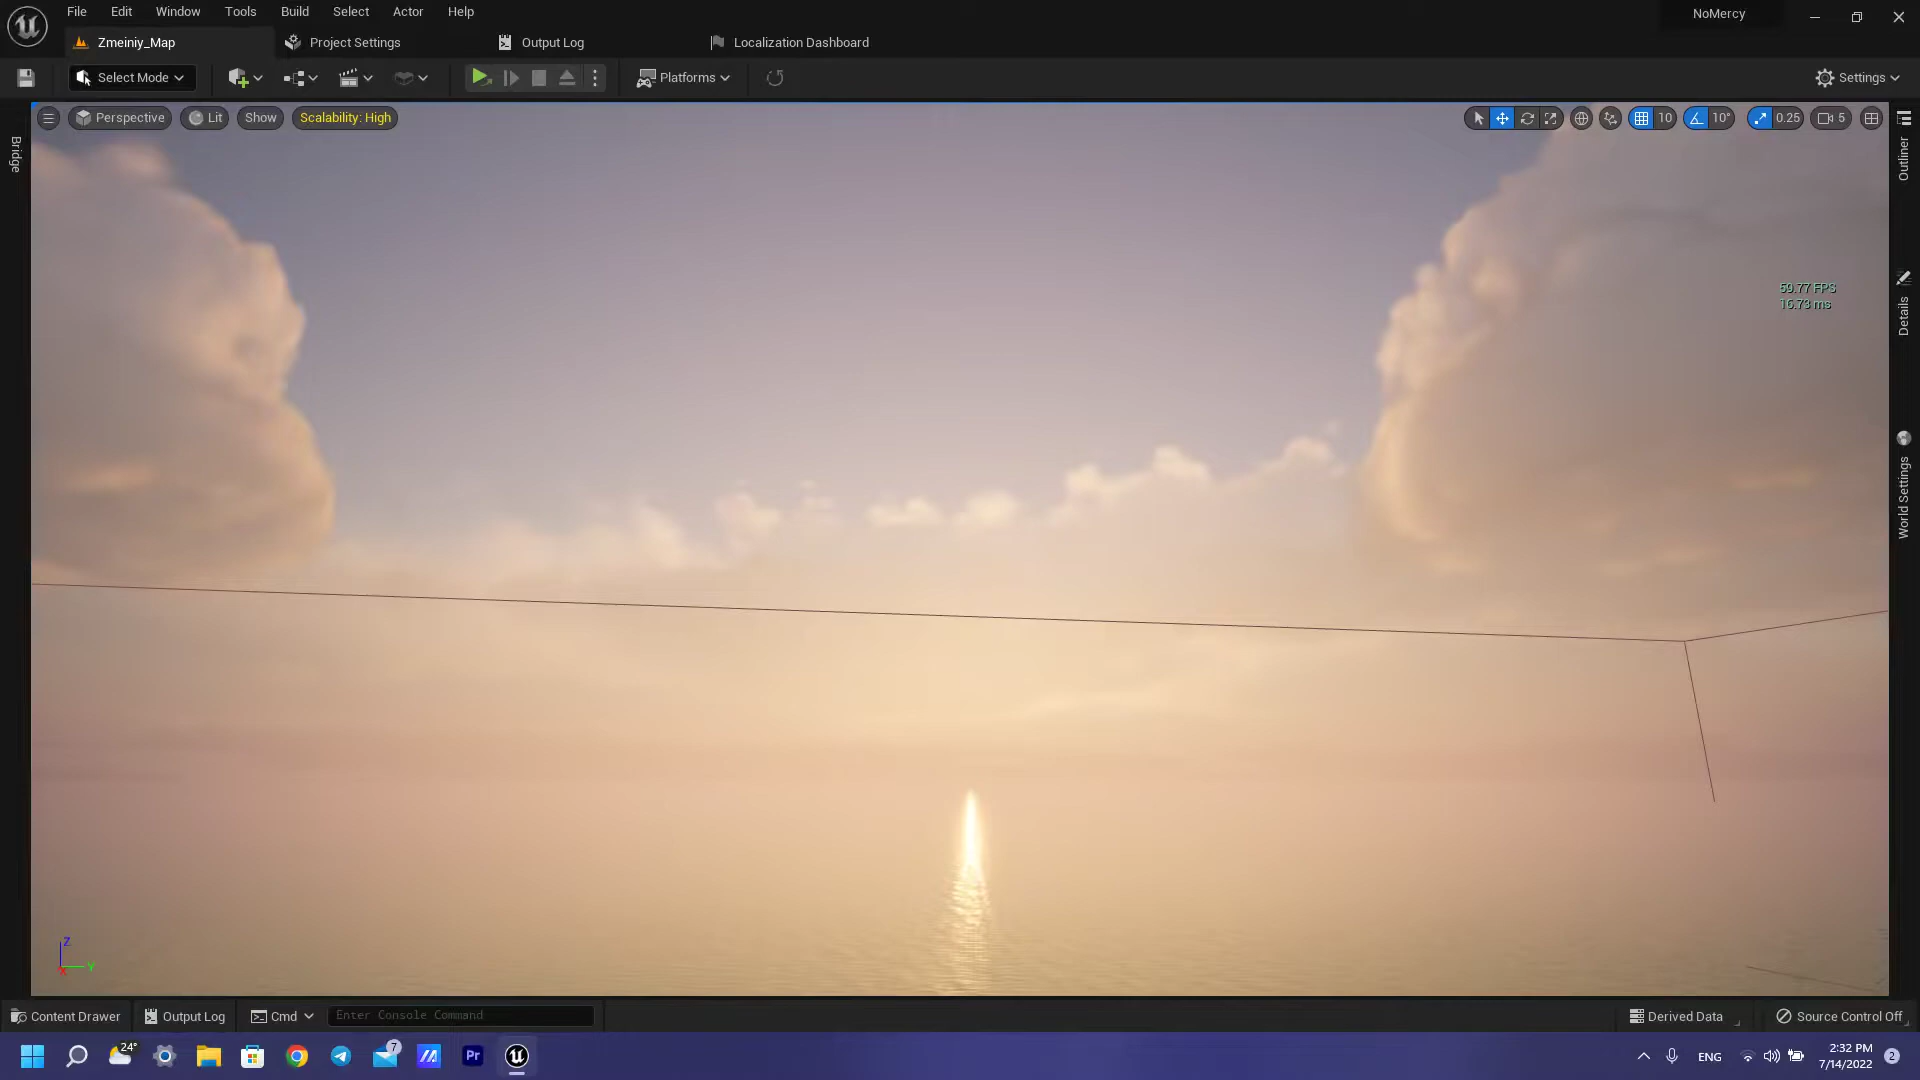 File Edit Window Tools Build Select Actor Help
NoMercy
Zmeiniy_Map
Project Settings
Output Log
Localization Dashboard
Select Mode
Platforms
Settings
Perspective
Lit
Show
Scalability: High
10
10°
0.25
5
Bridge
Outliner
Details
World Settings
59.77 FPS
16.73 ms
Z
Y
X
Content Drawer
Output Log
Cmd
Enter Console Command
Derived Data
Source Control Off
24°
7
Pr
ENG
2:32 PM
7/14/2022
2